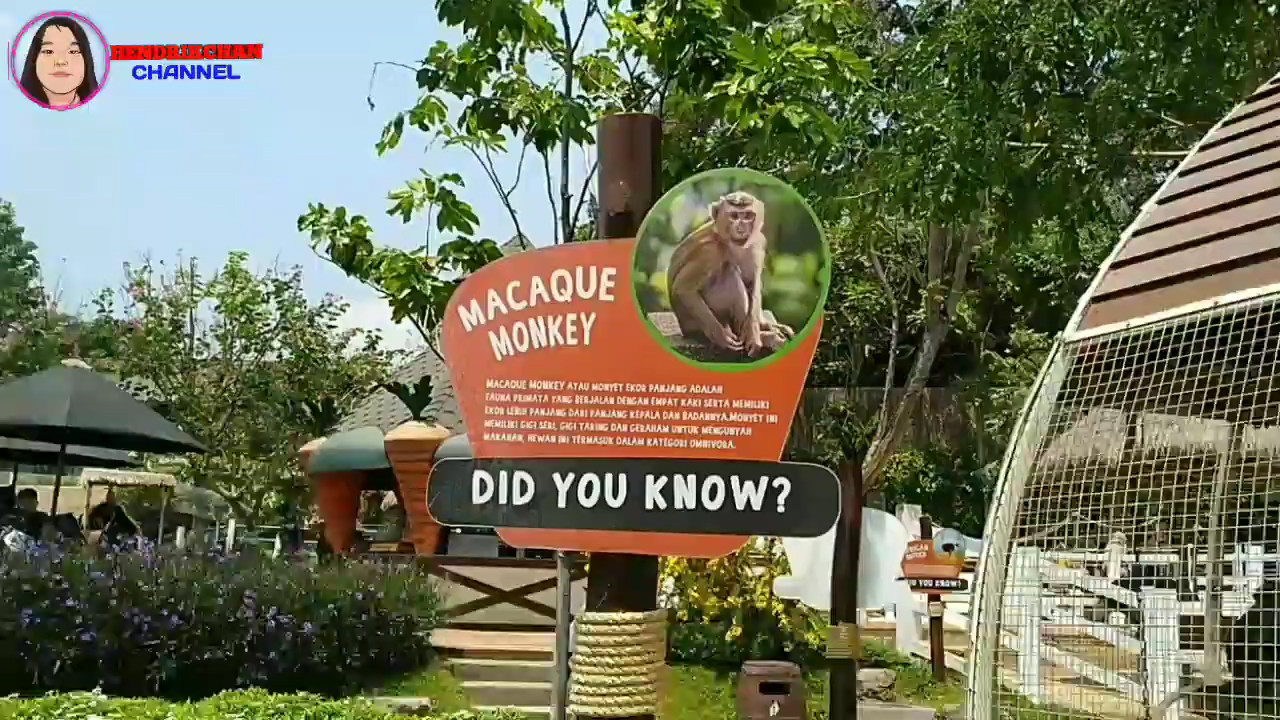 HENDRIKCHAN
CHANNEL
MACAQUE
MONKEY
MACAQUE MONKEY ATAU MONYET EKOR PANJANG ADALAH
FAUNA PRIMATA YANG BERJALAN DENGAN EMPAT KAKI SERTA MEMILIKI
EKOR LEBIH PANJANG DARI PANJANG KEPALA DAN BADANNYA.MONYET INI
MEMILIKI GIGI SERI, GIGI TARING DAN GERAHAM UNTUK MENGUNYAH
MAKANAN, HEWAN INI TERMASUK DALAM KATEGORI OMNIVORA.
DID YOU KNOW?
DID YOU KNOW?